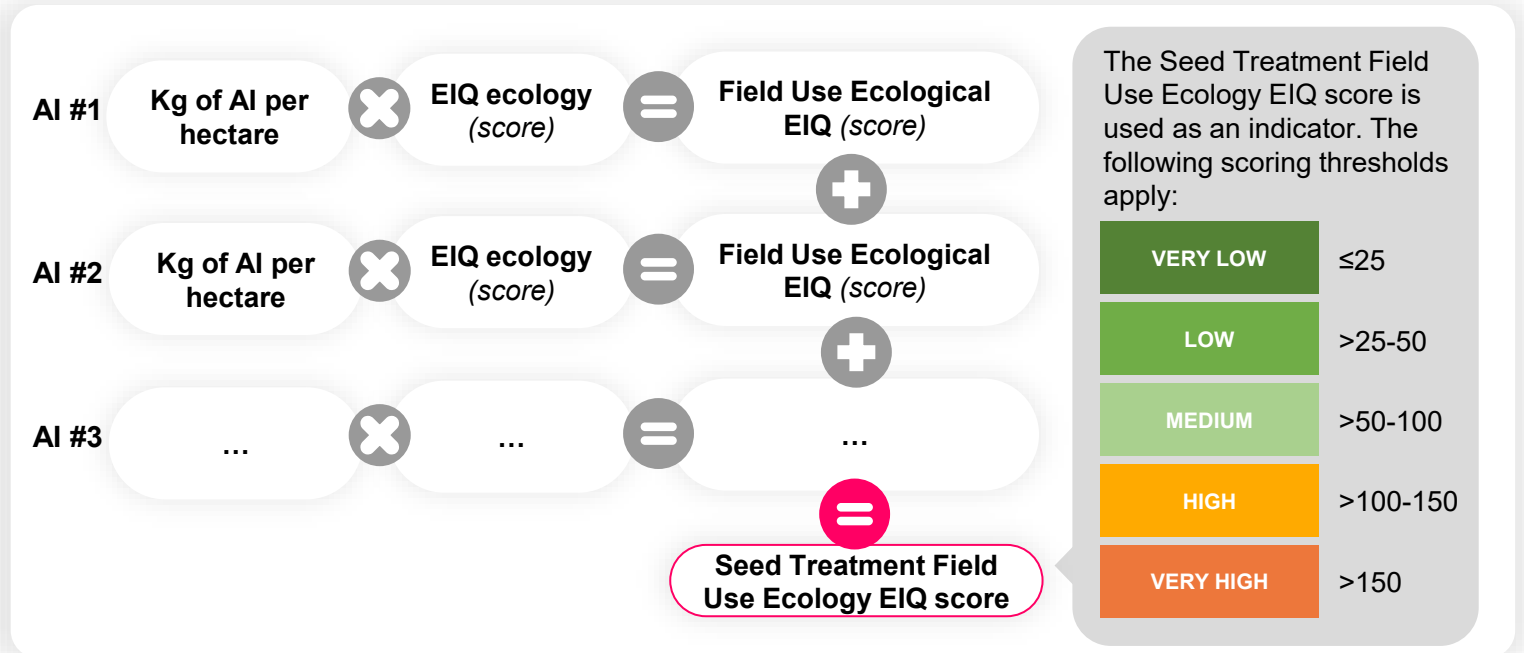 AI #1
Kg of AI per
hectare
EIQ ecology
(score)
Field Use Ecological
EIQ (score)
AI #2
Kg of AI per
hectare
EIQ ecology
(score)
Field Use Ecological
EIQ (score)
AI #3
...
...
...
Seed Treatment Field
Use Ecology EIQ score
The Seed Treatment Field
Use Ecology EIQ score is
used as an indicator. The
following scoring thresholds
apply:
VERY LOW ≤25
LOW >25-50
MEDIUM >50-100
HIGH >100-150
VERY HIGH >150